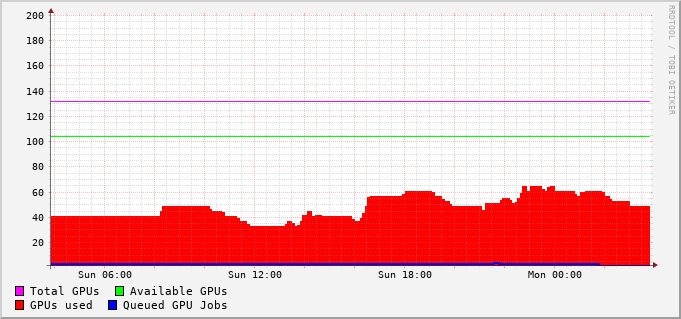 200
180
160
140
120
100
80
60
40
20
Sun 06:00 Sun 12:00 Sun 18:00 Mon 00:00
Total GPUs Available GPUs
GPUs used Queued GPU Jobs
RRDTOOL / TOBI OETIKER